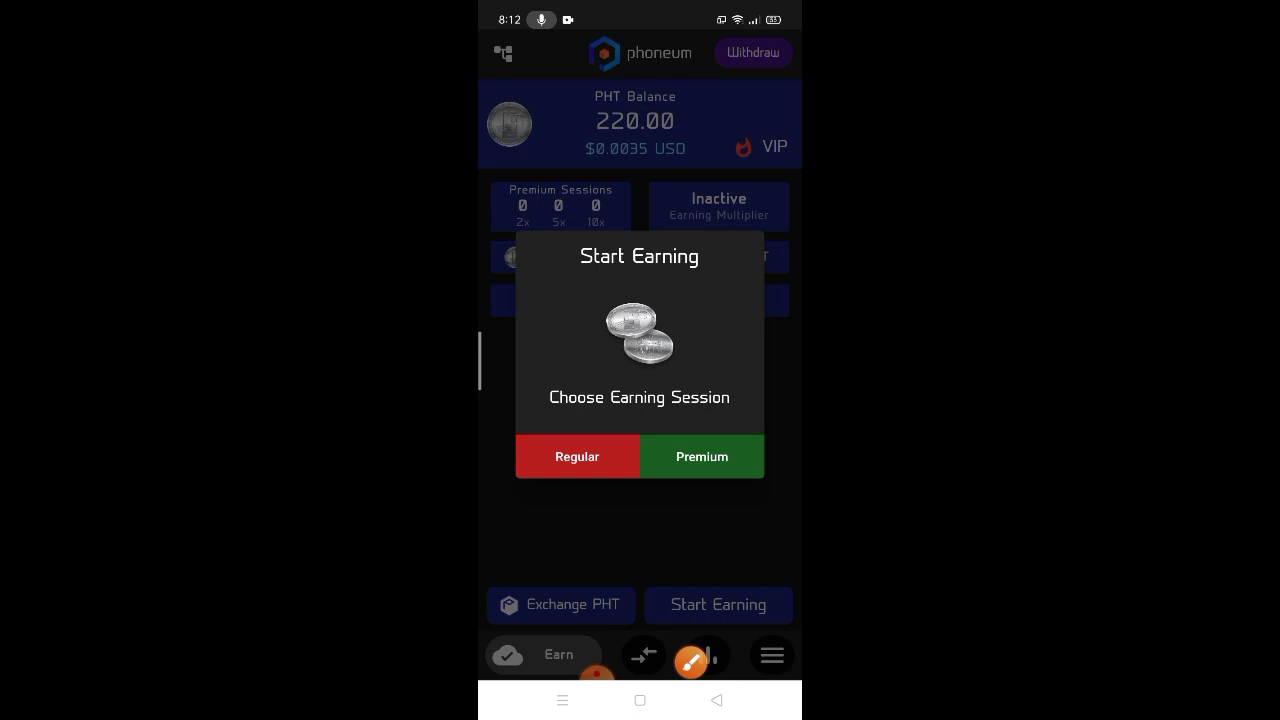 8:12
55
phoneum
Withdraw
PHT Balance
220.00
$0.0035 USD
VIP
Premium Sessions
0 0 0
2x 5x 10x
Inactive
Earning Multiplier
T
Start Earning
Choose Earning Session
Regular
Premium
Exchange PHT
Start Earning
Earn